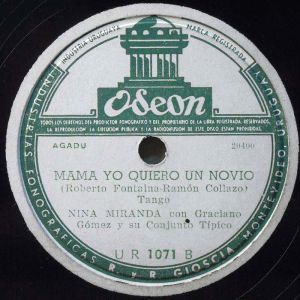 INDUSTRIA URUGUAYA
MARCA REGISTRADA
Odeon
TODOS LOS DERECHOS DEL PRODUCTOR FONOGRAFICO Y DEL PROPIETARIO DE LA OBRA REGISTRADA, RESERVADOS.
LA REPRODUCCION, LA EJECUCION PUBLICA Y LA RADIODIFUSION DE ESTE DISCO ESTAN PROHIBIDAS.
AGADU
20400
MAMA YO QUIERO UN NOVIO
(Roberto Fontaina-Ramón Collazo)
Tango
NINA MIRANDA con Graciano
Gómez y su Conjunto Típico
U R 1071 B
INDUSTRIAS FONOGRAFICAS R. y R. GIOSCIA MONTEVIDEO. URUGUAY